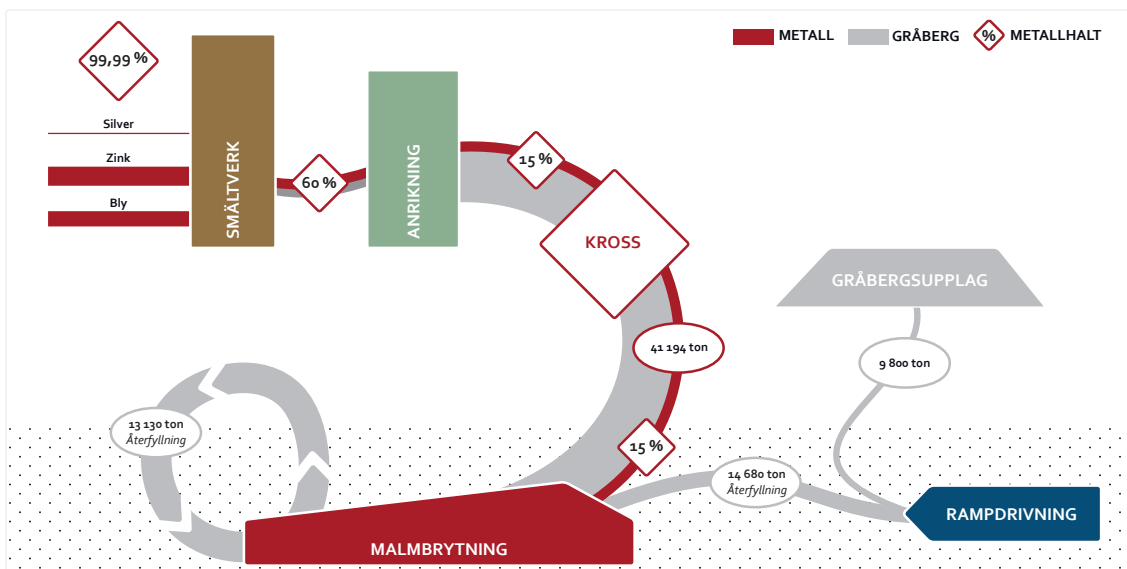 METALL
GRÅBERG
%
METALLHALT
99,99 %
Silver
Zink
Bly
SMÄLTVERK
60 %
ANRIKNING
15 %
KROSS
GRÅBERGSUPPLAG
41 194 ton
9 800 ton
13 130 ton
Återfyllning
15 %
14 680 ton
Återfyllning
RAMPDRIVNING
MALMBRYTNING